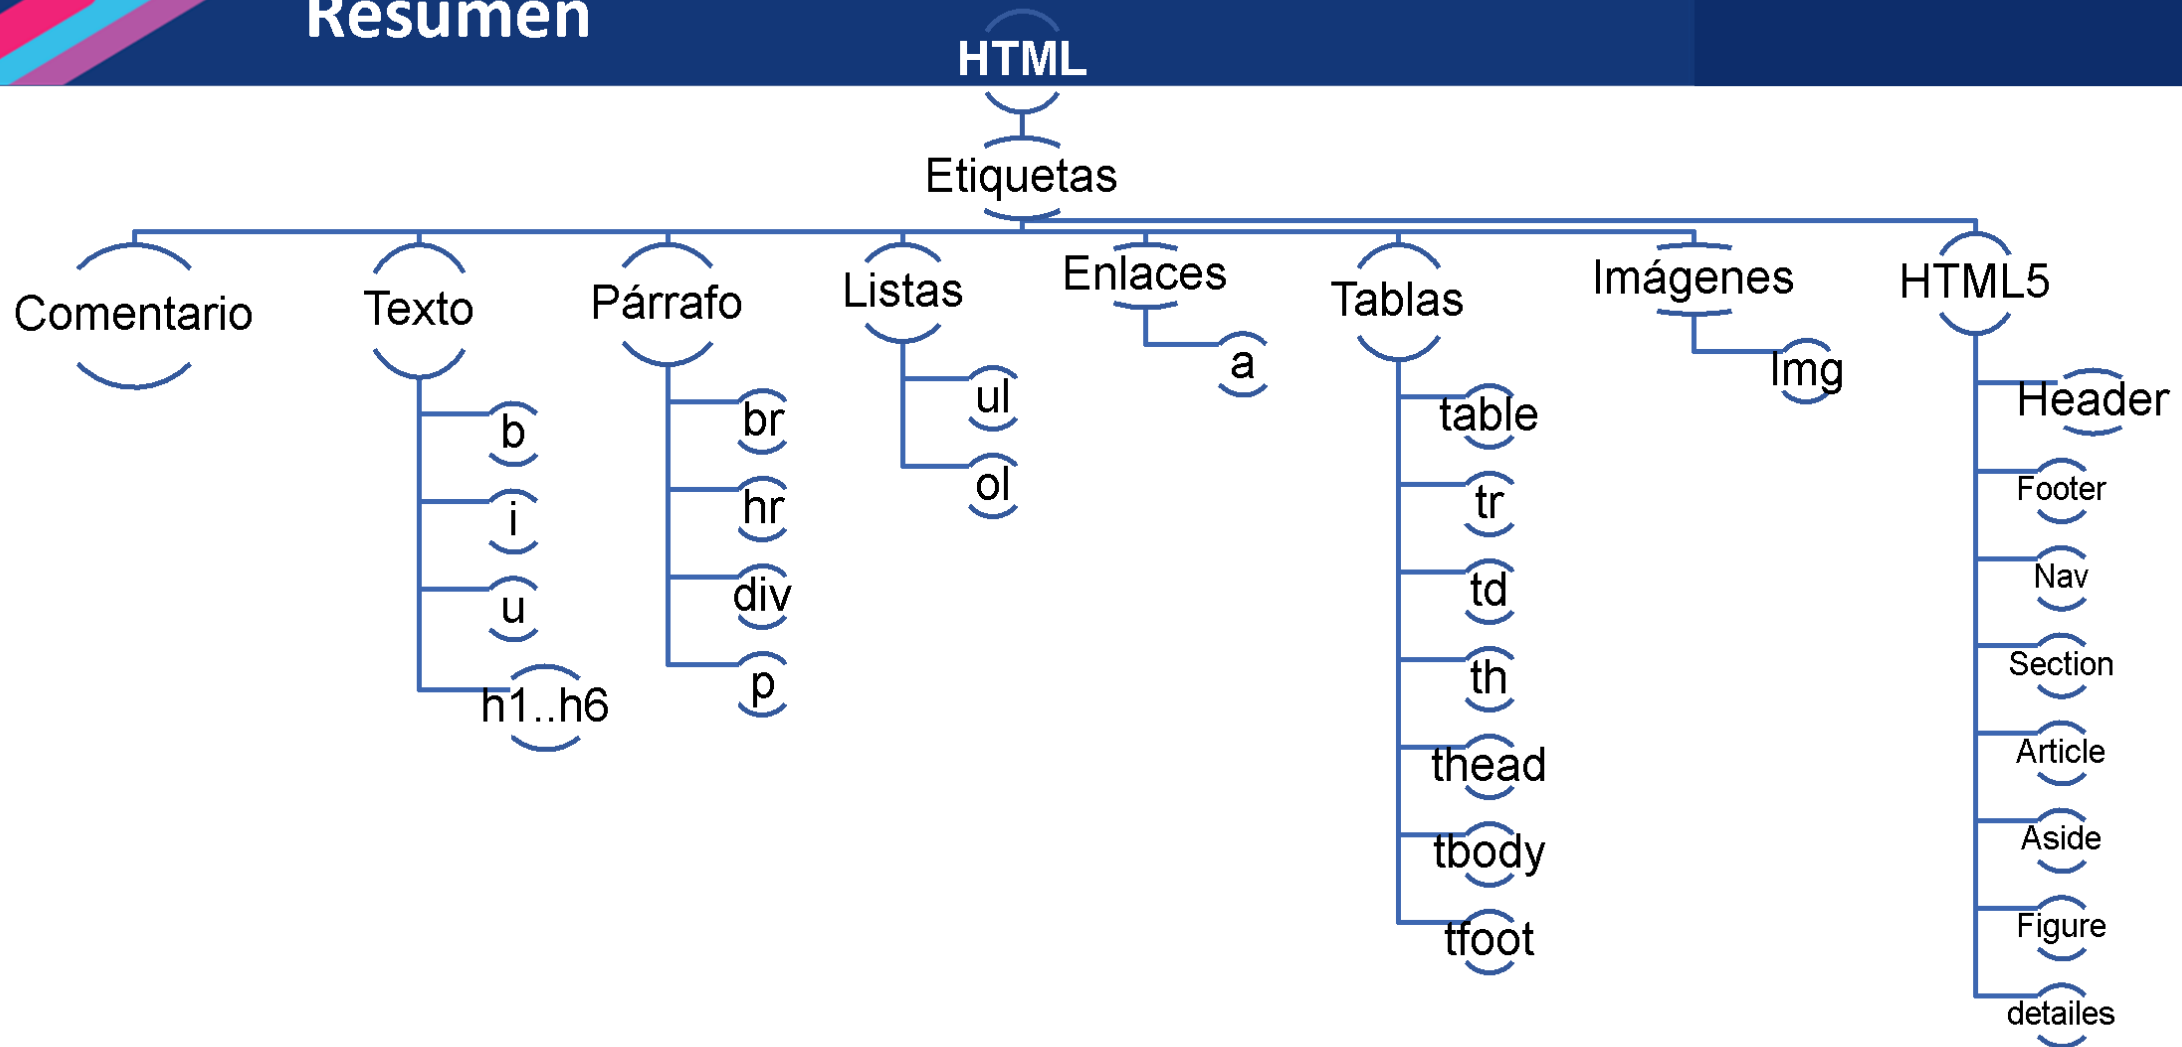 Resumen
HTML
Etiquetas
Comentario
Texto
b
i
u
h1..h6
Párrafo
br
hr
div
p
Listas
ul
ol
Enlaces
a
Tablas
table
tr
td
th
thead
tbody
tfoot
Imágenes
Img
HTML5
Header
Footer
Nav
Section
Article
Aside
Figure
detailes